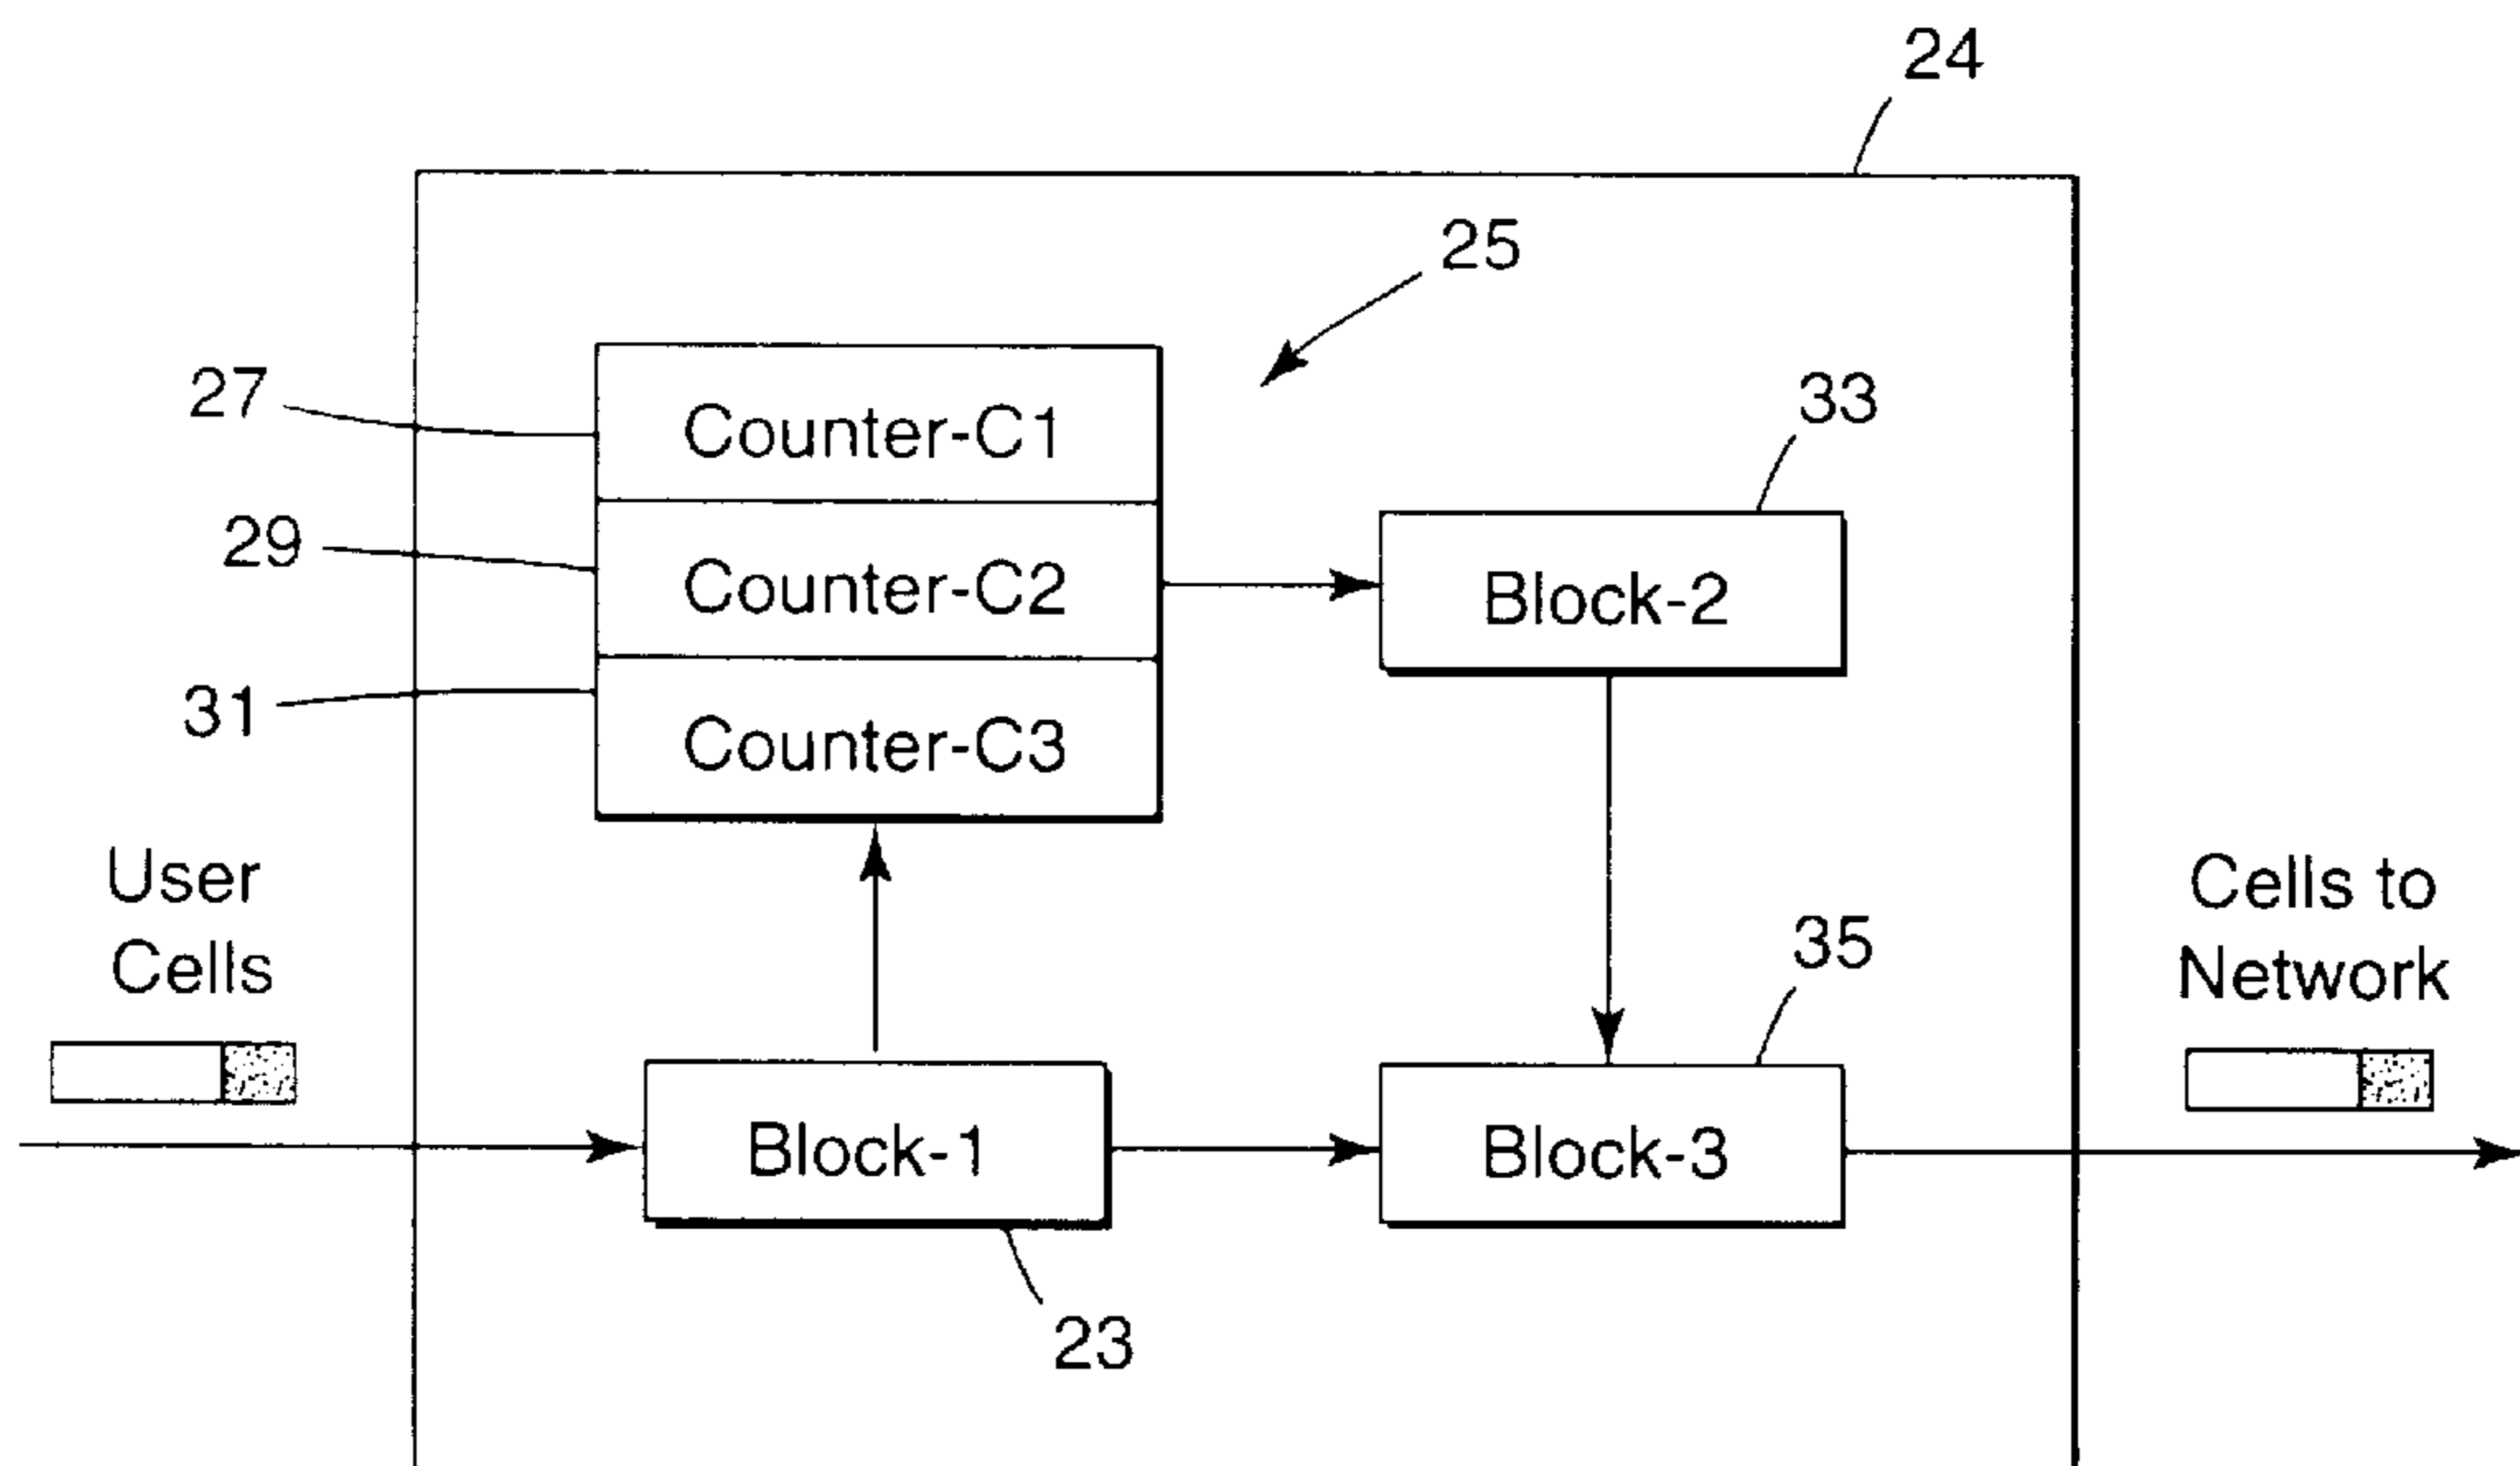 24
25
27
Counter-C1
33
29
Counter-C2
Block-2
31
Counter-C3
User
Cells
Cells to
Network
35
Block-1
Block-3
23